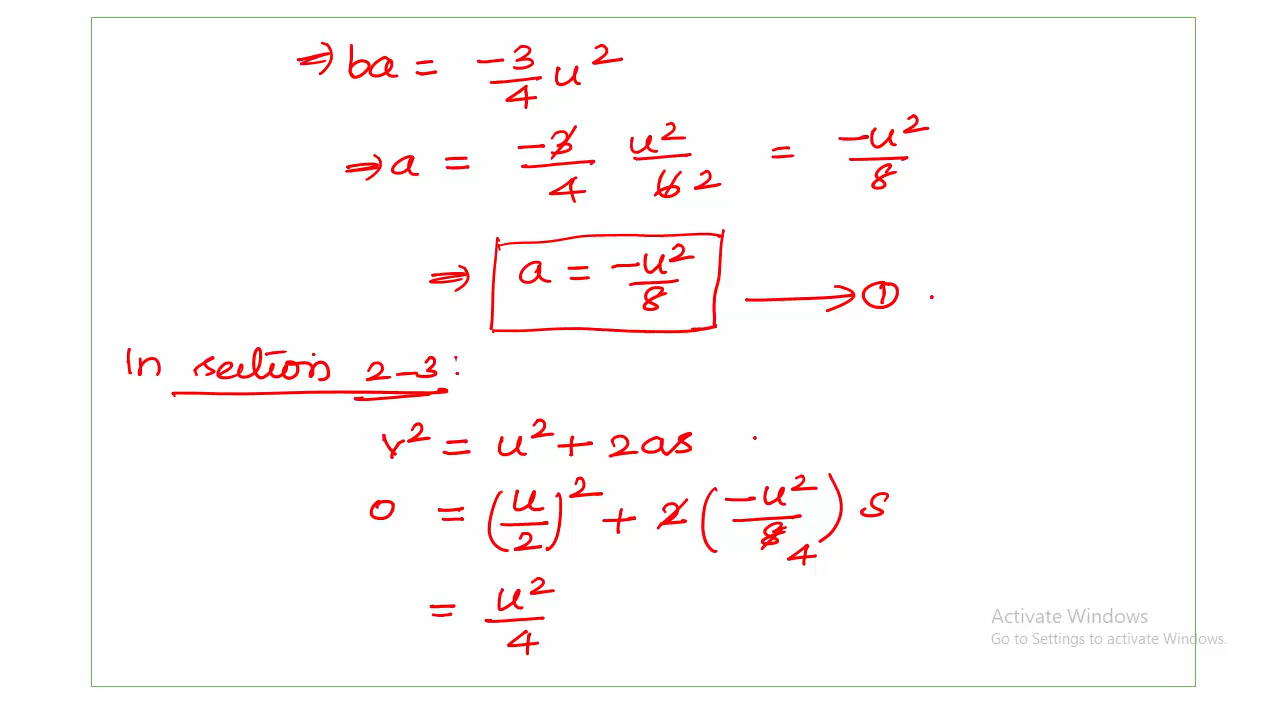 ⇒ 6a = -3/4 u²
⇒ a = -3/4 u²/6 2 = -u²/8
⇒ a = -u²/8 ⟶ ① .
In section 2-3 :
v² = u² + 2as
0 = (u/2)² + 2 (-u²/8 4) s
= u²/4
Activate Windows
Go to Settings to activate Windows.